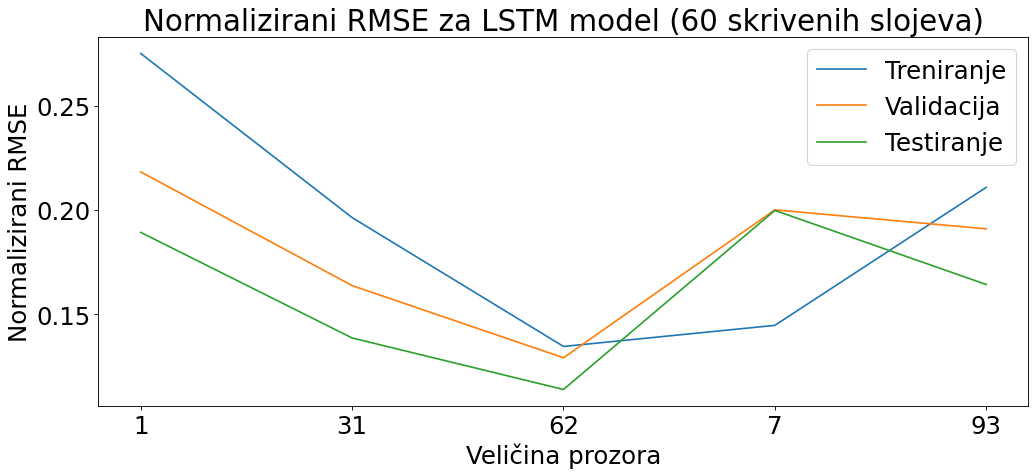 Normalizirani RMSE za LSTM model (60 skrivenih slojeva)
Treniranje
Validacija
Testiranje
Normalizirani RMSE
0.25
0.20
0.15
1 31 62 7 93
Veličina prozora